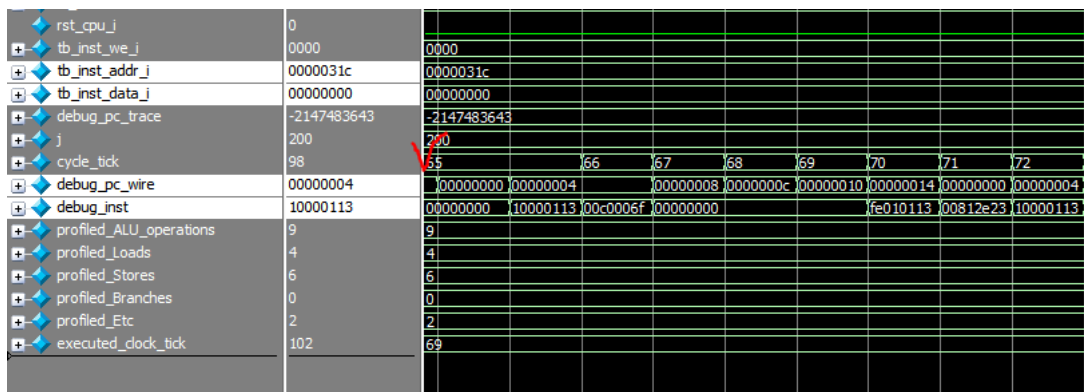 rst_cpu_i 0
tb_inst_we_i 0000 0000
tb_inst_addr_i 0000031c 0000031c
tb_inst_data_i 00000000 00000000
debug_pc_trace -2147483643 -2147483643
j 200 200
cycle_tick 98 65 66 67 68 69 70 71 72
debug_pc_wire 00000004 00000000 00000004 00000008 0000000c 00000010 00000014 00000000 00000004
debug_inst 10000113 00000000 10000113 00c0006f 00000000 fe010113 00812e23 10000113
profiled_ALU_operations 9 9
profiled_Loads 4 4
profiled_Stores 6 6
profiled_Branches 0 0
profiled_Etc 2 2
executed_clock_tick 102 69